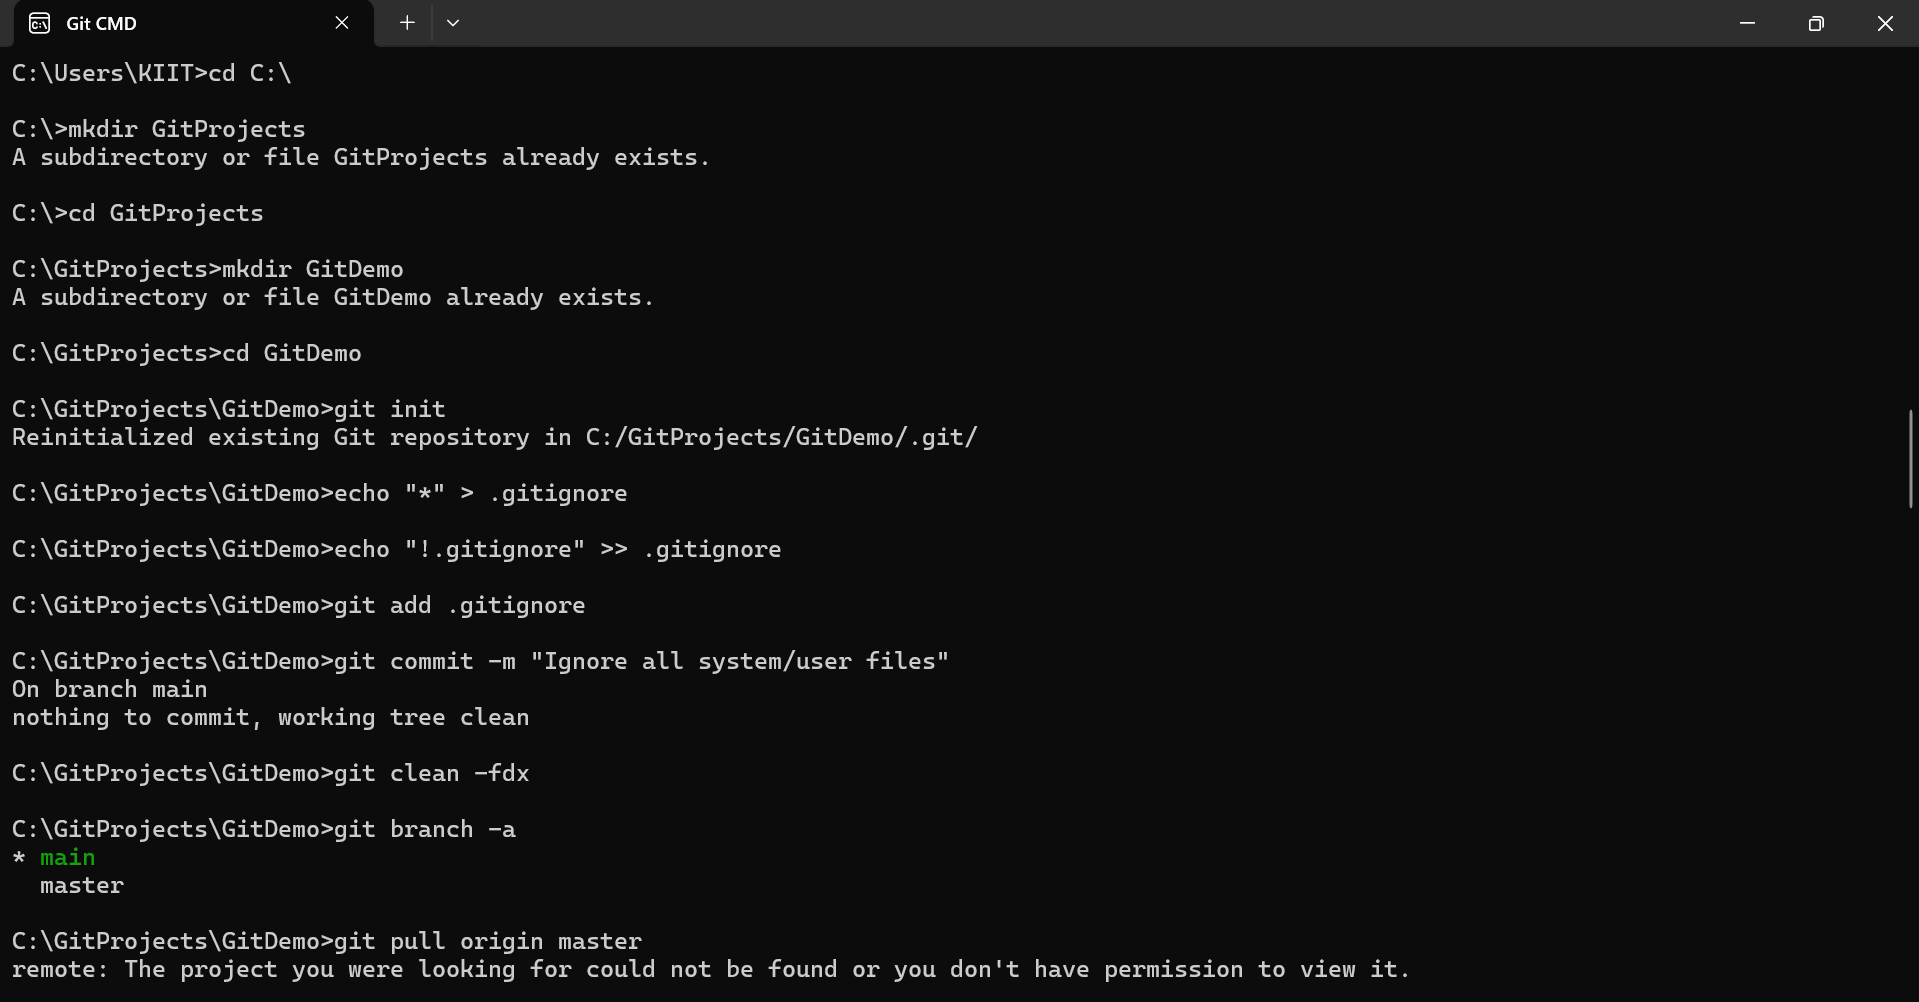 Git CMD
C:\Users\KIIT>cd C:\
C:\>mkdir GitProjects
A subdirectory or file GitProjects already exists.
C:\>cd GitProjects
C:\GitProjects>mkdir GitDemo
A subdirectory or file GitDemo already exists.
C:\GitProjects>cd GitDemo
C:\GitProjects\GitDemo>git init
Reinitialized existing Git repository in C:/GitProjects/GitDemo/.git/
C:\GitProjects\GitDemo>echo "*" > .gitignore
C:\GitProjects\GitDemo>echo "!.gitignore" >> .gitignore
C:\GitProjects\GitDemo>git add .gitignore
C:\GitProjects\GitDemo>git commit -m "Ignore all system/user files"
On branch main
nothing to commit, working tree clean
C:\GitProjects\GitDemo>git clean -fdx
C:\GitProjects\GitDemo>git branch -a
* main
  master
C:\GitProjects\GitDemo>git pull origin master
remote: The project you were looking for could not be found or you don't have permission to view it.